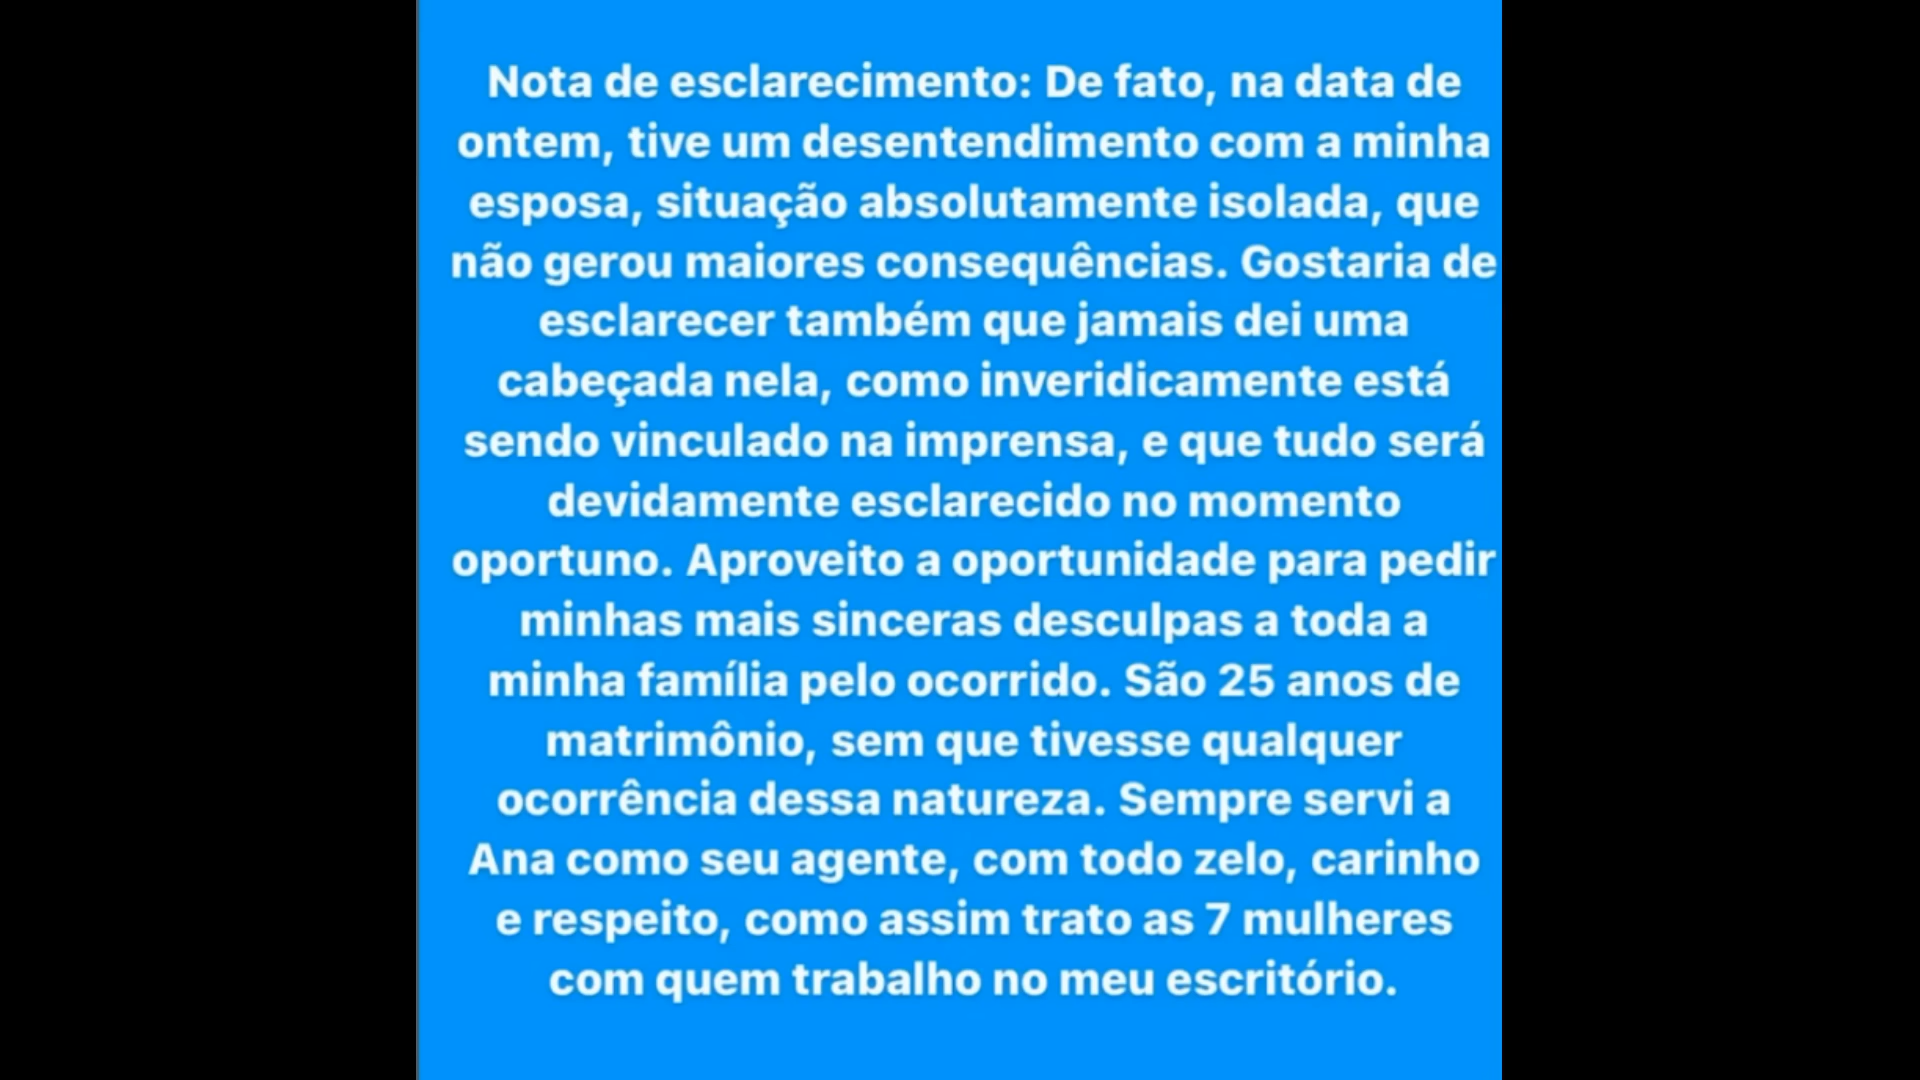 Nota de esclarecimento: De fato, na data de
ontem, tive um desentendimento com a minha
esposa, situação absolutamente isolada, que
não gerou maiores consequências. Gostaria de
esclarecer também que jamais dei uma
cabeçada nela, como inveridicamente está
sendo vinculado na imprensa, e que tudo será
devidamente esclarecido no momento
oportuno. Aproveito a oportunidade para pedir
minhas mais sinceras desculpas a toda a
minha família pelo ocorrido. São 25 anos de
matrimônio, sem que tivesse qualquer
ocorrência dessa natureza. Sempre servi a
Ana como seu agente, com todo zelo, carinho
e respeito, como assim trato as 7 mulheres
com quem trabalho no meu escritório.